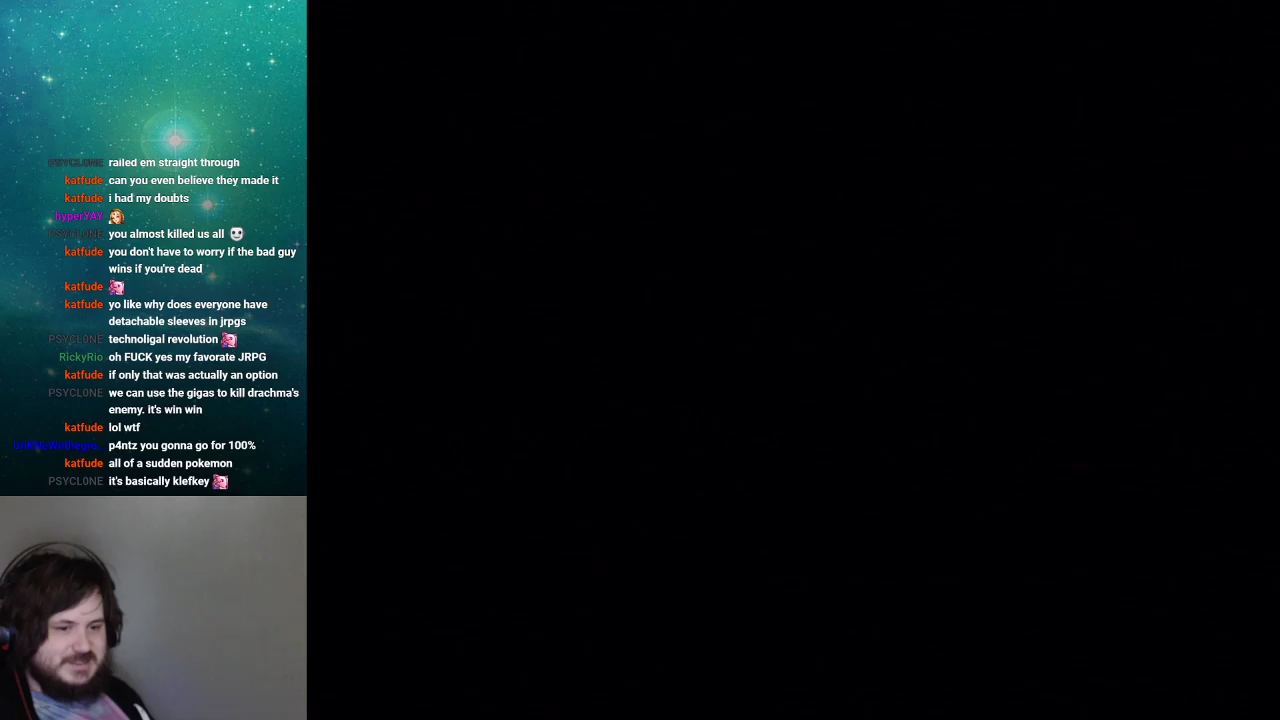 PSYCL0NE railed em straight through
katfude can you even believe they made it
katfude i had my doubts
hyperYAY
PSYCL0NE you almost killed us all
katfude you don't have to worry if the bad guy
wins if you're dead
katfude
katfude yo like why does everyone have
detachable sleeves in jrpgs
PSYCL0NE technoligal revolution
RickyRio oh FUCK yes my favorate JRPG
katfude if only that was actually an option
PSYCL0NE we can use the gigas to kill drachma's
enemy. it's win win
katfude lol wtf
p4ntz you gonna go for 100%
katfude all of a sudden pokemon
PSYCL0NE it's basically klefkey